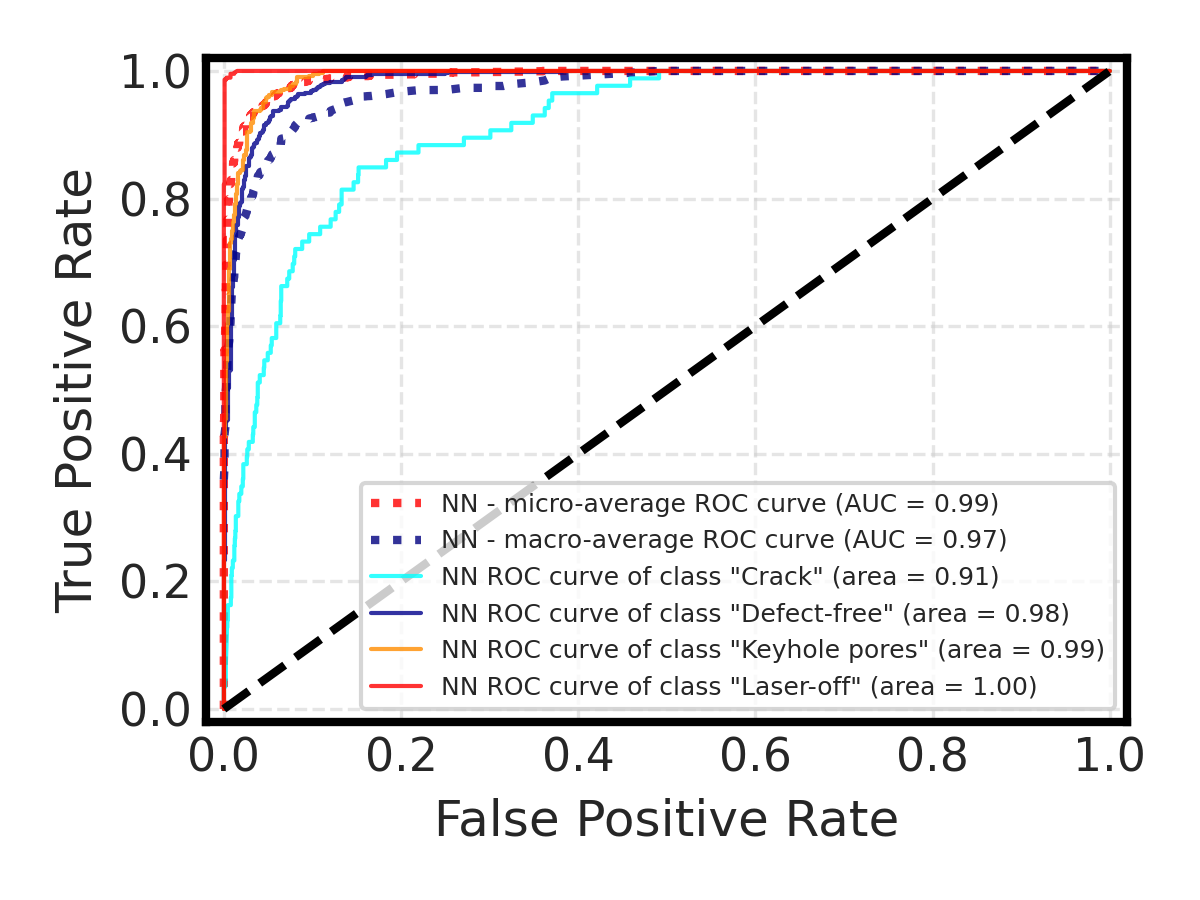 1.0
0.8
0.6
0.4
0.2
0.0
True Positive Rate
NN - micro-average ROC curve (AUC = 0.99)
NN - macro-average ROC curve (AUC = 0.97)
NN ROC curve of class "Crack" (area = 0.91)
NN ROC curve of class "Defect-free" (area = 0.98)
NN ROC curve of class "Keyhole pores" (area = 0.99)
NN ROC curve of class "Laser-off" (area = 1.00)
0.0 0.2 0.4 0.6 0.8 1.0
False Positive Rate